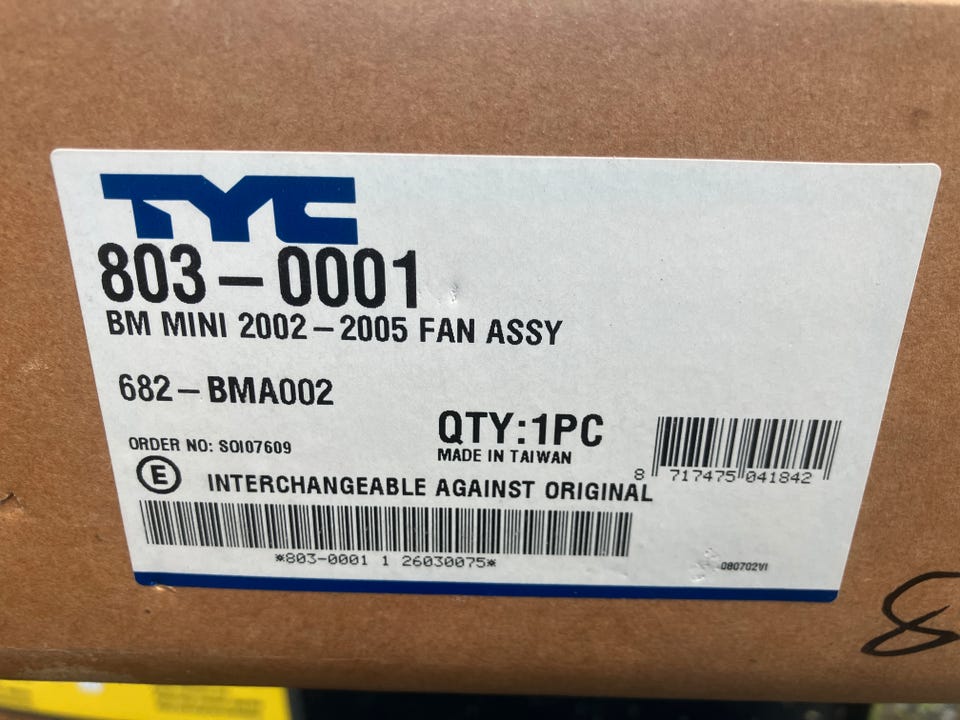 TYC
803-0001
BM MINI 2002-2005 FAN ASSY
682-BMA002
QTY:1PC
MADE IN TAIWAN
ORDER NO: SOI07609
8 717475 041842
E INTERCHANGEABLE AGAINST ORIGINAL
*803-0001 1 26030075*
080702VI
8